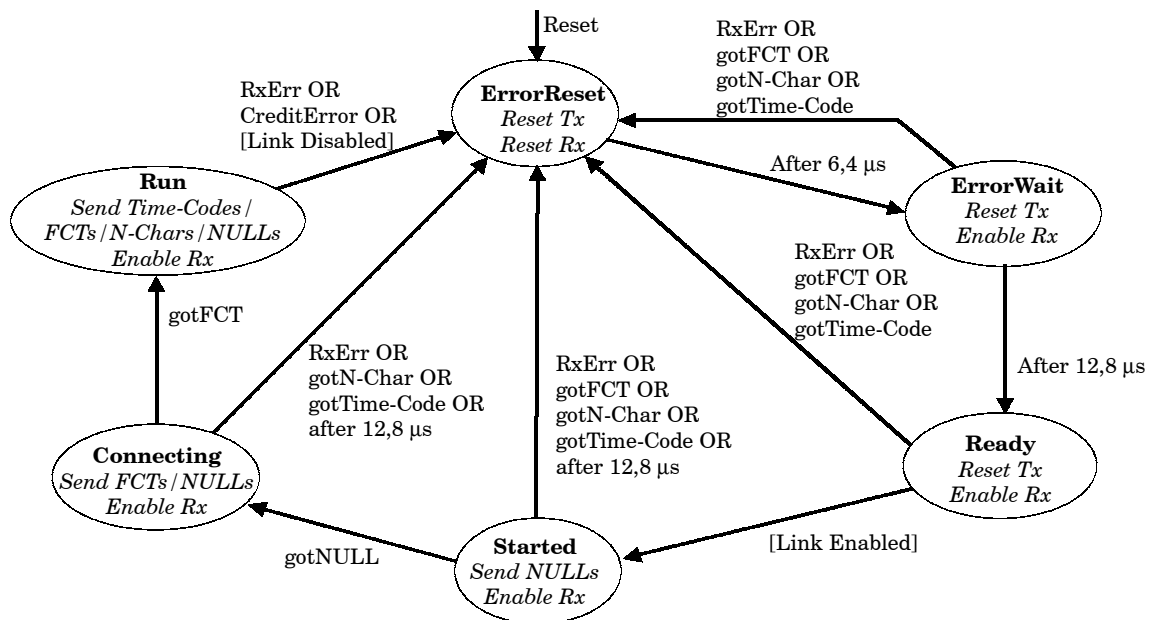 Reset
RxErr OR
gotFCT OR
gotN-Char OR
gotTime-Code
ErrorReset
Reset Tx
Reset Rx
RxErr OR
CreditError OR
[Link Disabled]
After 6,4 µs
ErrorWait
Reset Tx
Enable Rx
Run
Send Time-Codes/
FCTs/N-Chars/NULLs
Enable Rx
RxErr OR
gotFCT OR
gotN-Char OR
gotTime-Code
gotFCT
RxErr OR
gotN-Char OR
gotTime-Code OR
after 12,8 µs
RxErr OR
gotFCT OR
gotN-Char OR
gotTime-Code OR
after 12,8 µs
After 12,8 µs
Connecting
Send FCTs/NULLs
Enable Rx
Ready
Reset Tx
Enable Rx
gotNULL
Started
Send NULLs
Enable Rx
[Link Enabled]